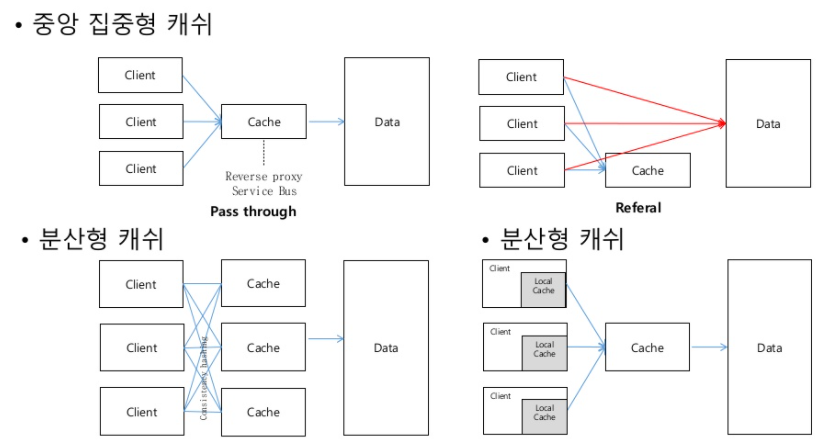 • 중앙 집중형 캐쉬
Client
Client
Client
Cache
Data
Reverse proxy
Service Bus
Pass through
Client
Client
Client
Cache
Data
Referal
• 분산형 캐쉬
Client
Client
Client
Cache
Cache
Cache
Consistency hashing
Data
• 분산형 캐쉬
Client
Local
Cache
Client
Local
Cache
Client
Local
Cache
Cache
Data